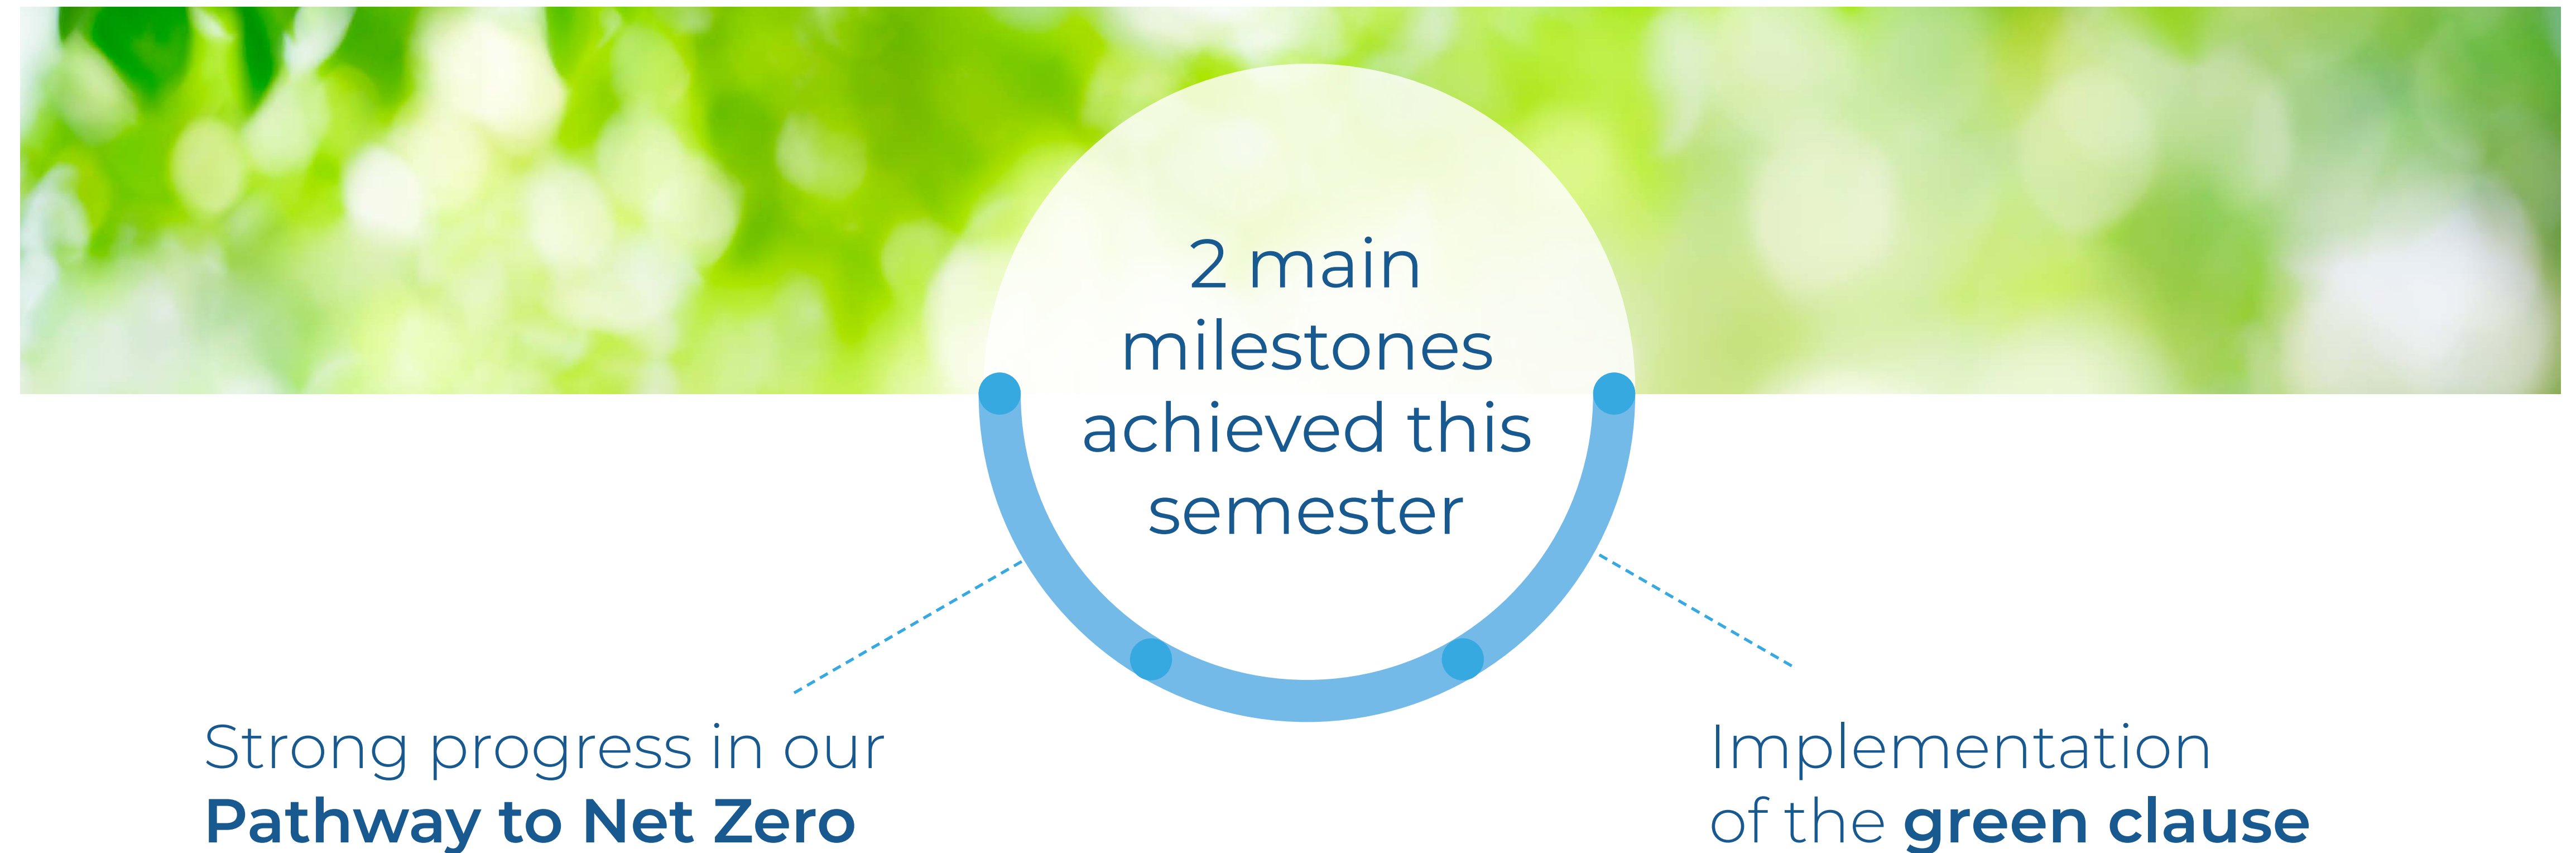 2 main
milestones
achieved this
semester
Strong progress in our
Pathway to Net Zero
Implementation
of the green clause